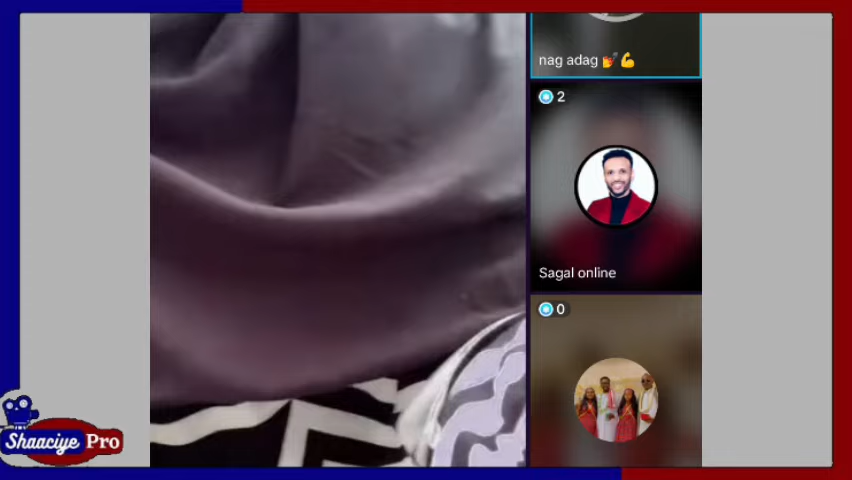 nag adag 💅💪
2
Sagal online
0
Shaaciye Pro